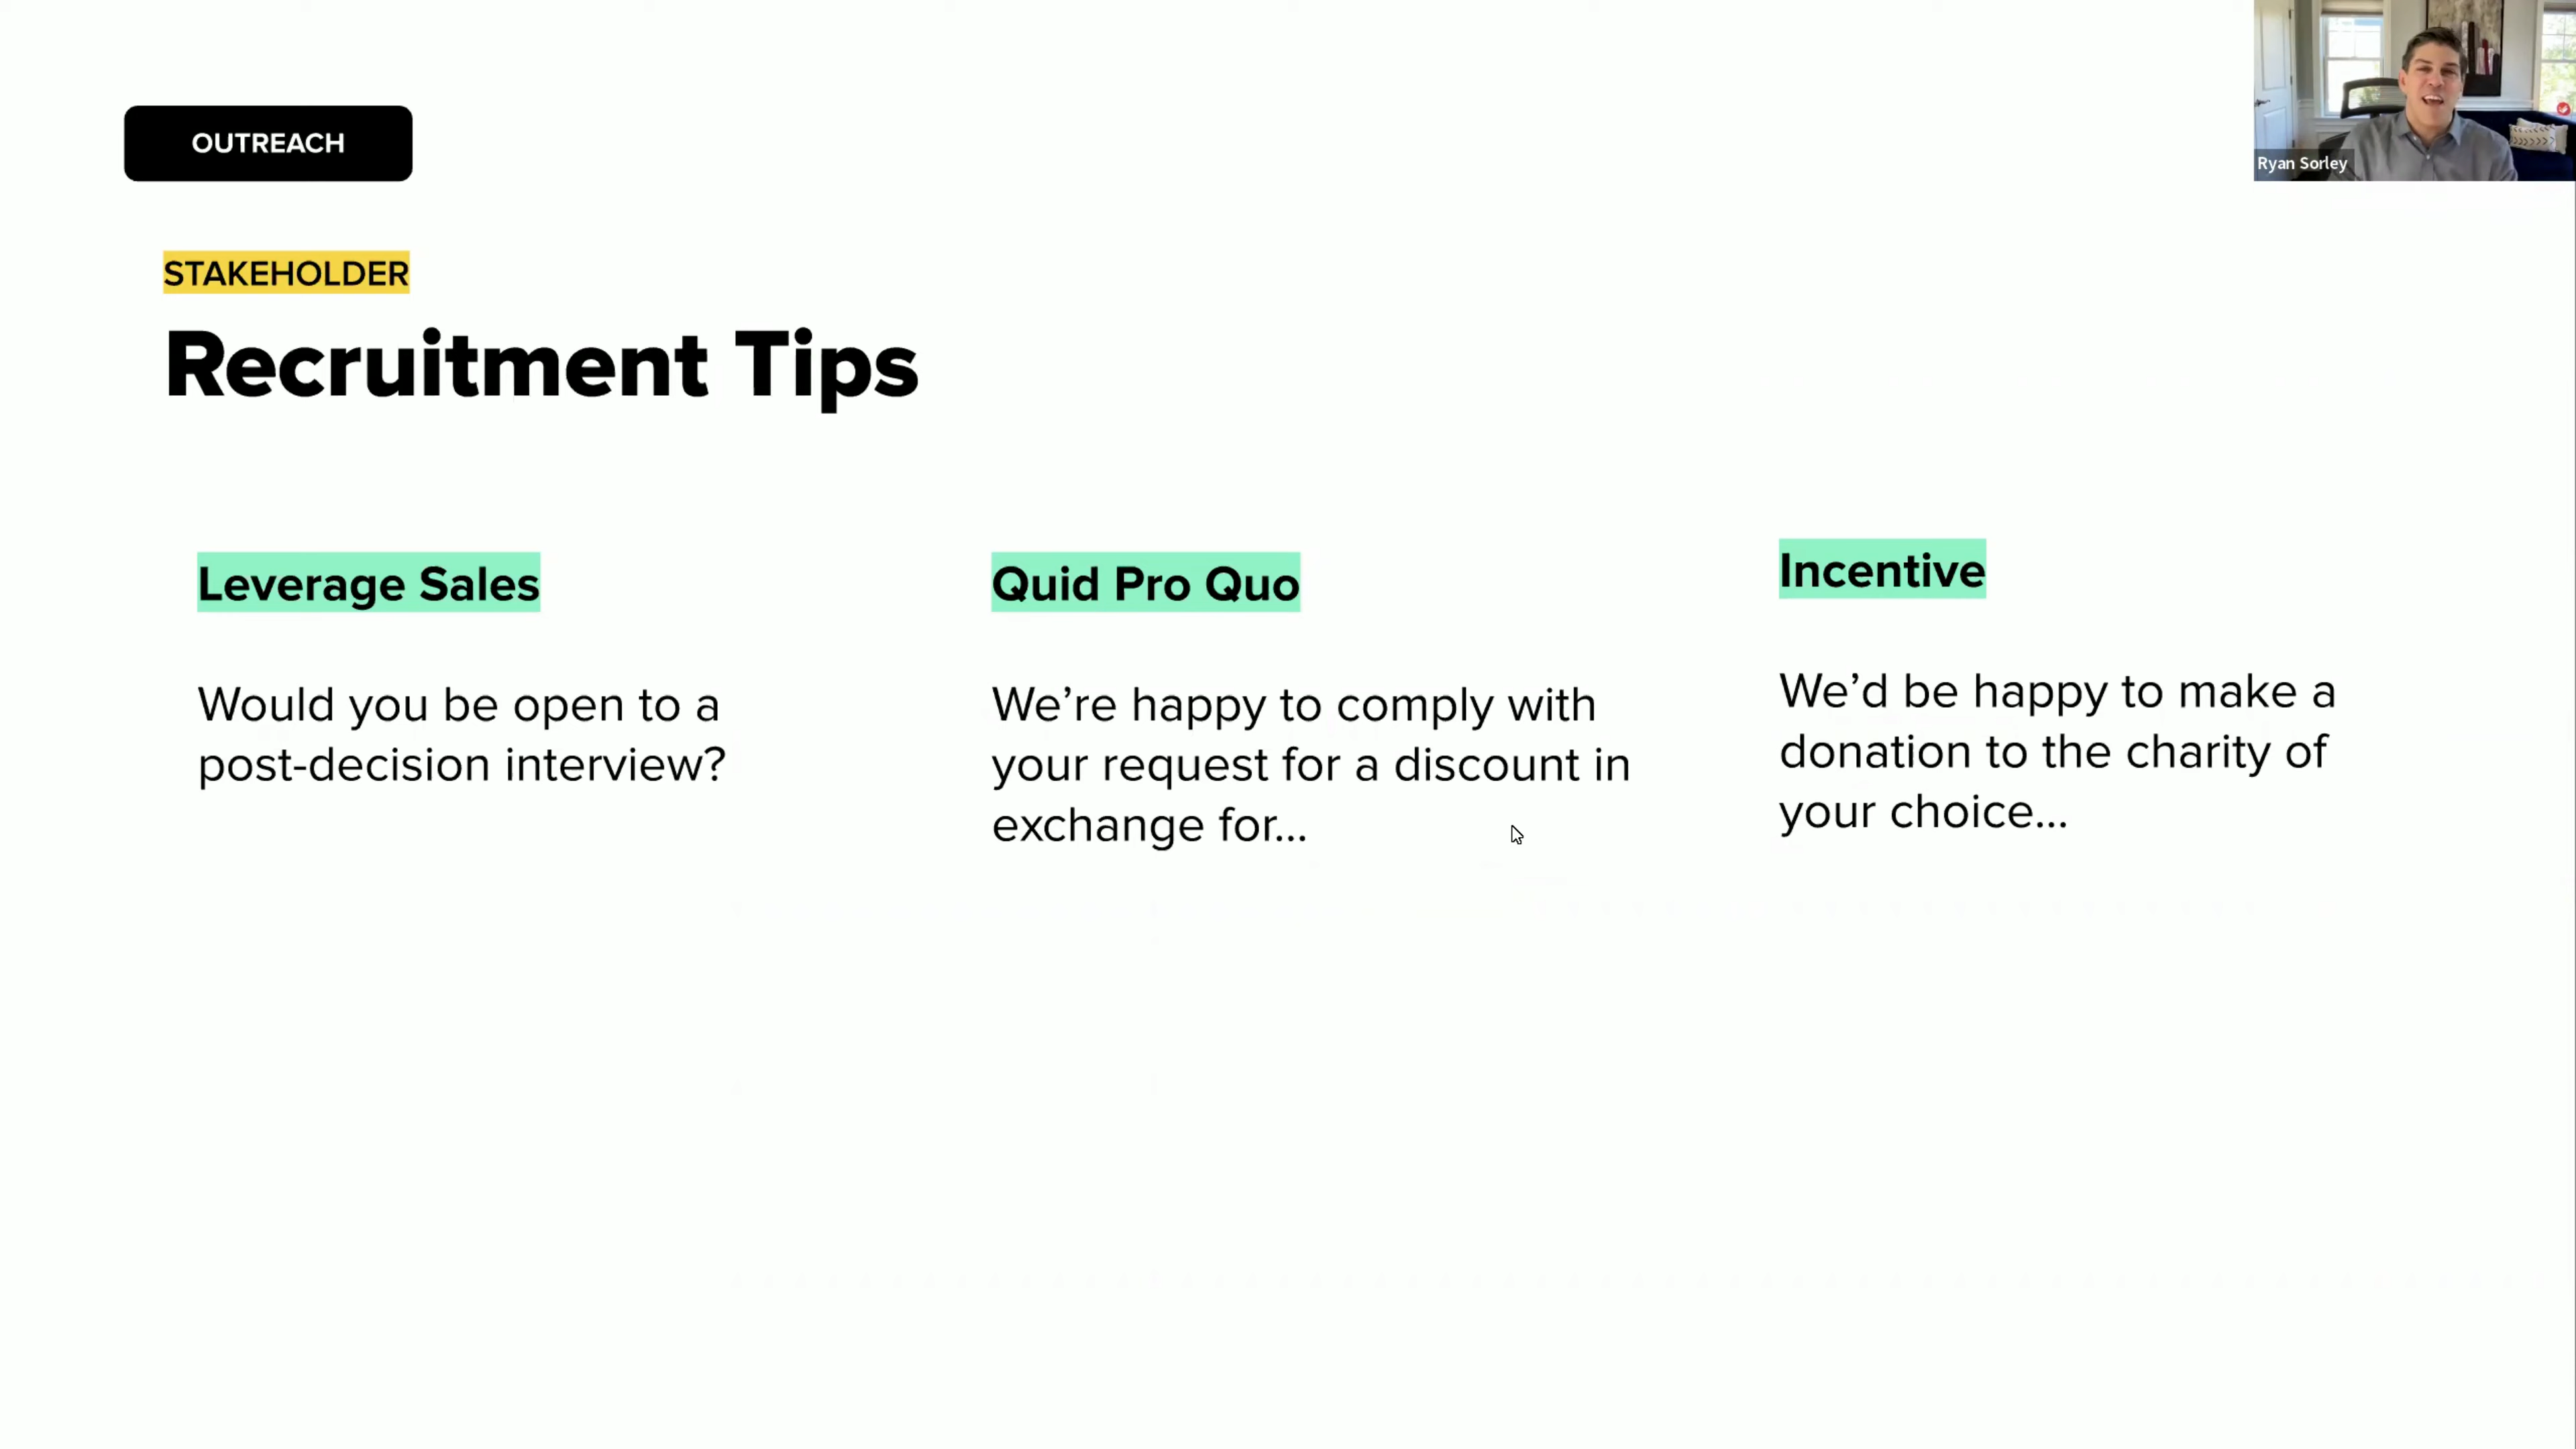 OUTREACH
Ryan Sorley
STAKEHOLDER
Recruitment Tips
Leverage Sales
Would you be open to a
post-decision interview?
Quid Pro Quo
We’re happy to comply with
your request for a discount in
exchange for...
Incentive
We’d be happy to make a
donation to the charity of
your choice...